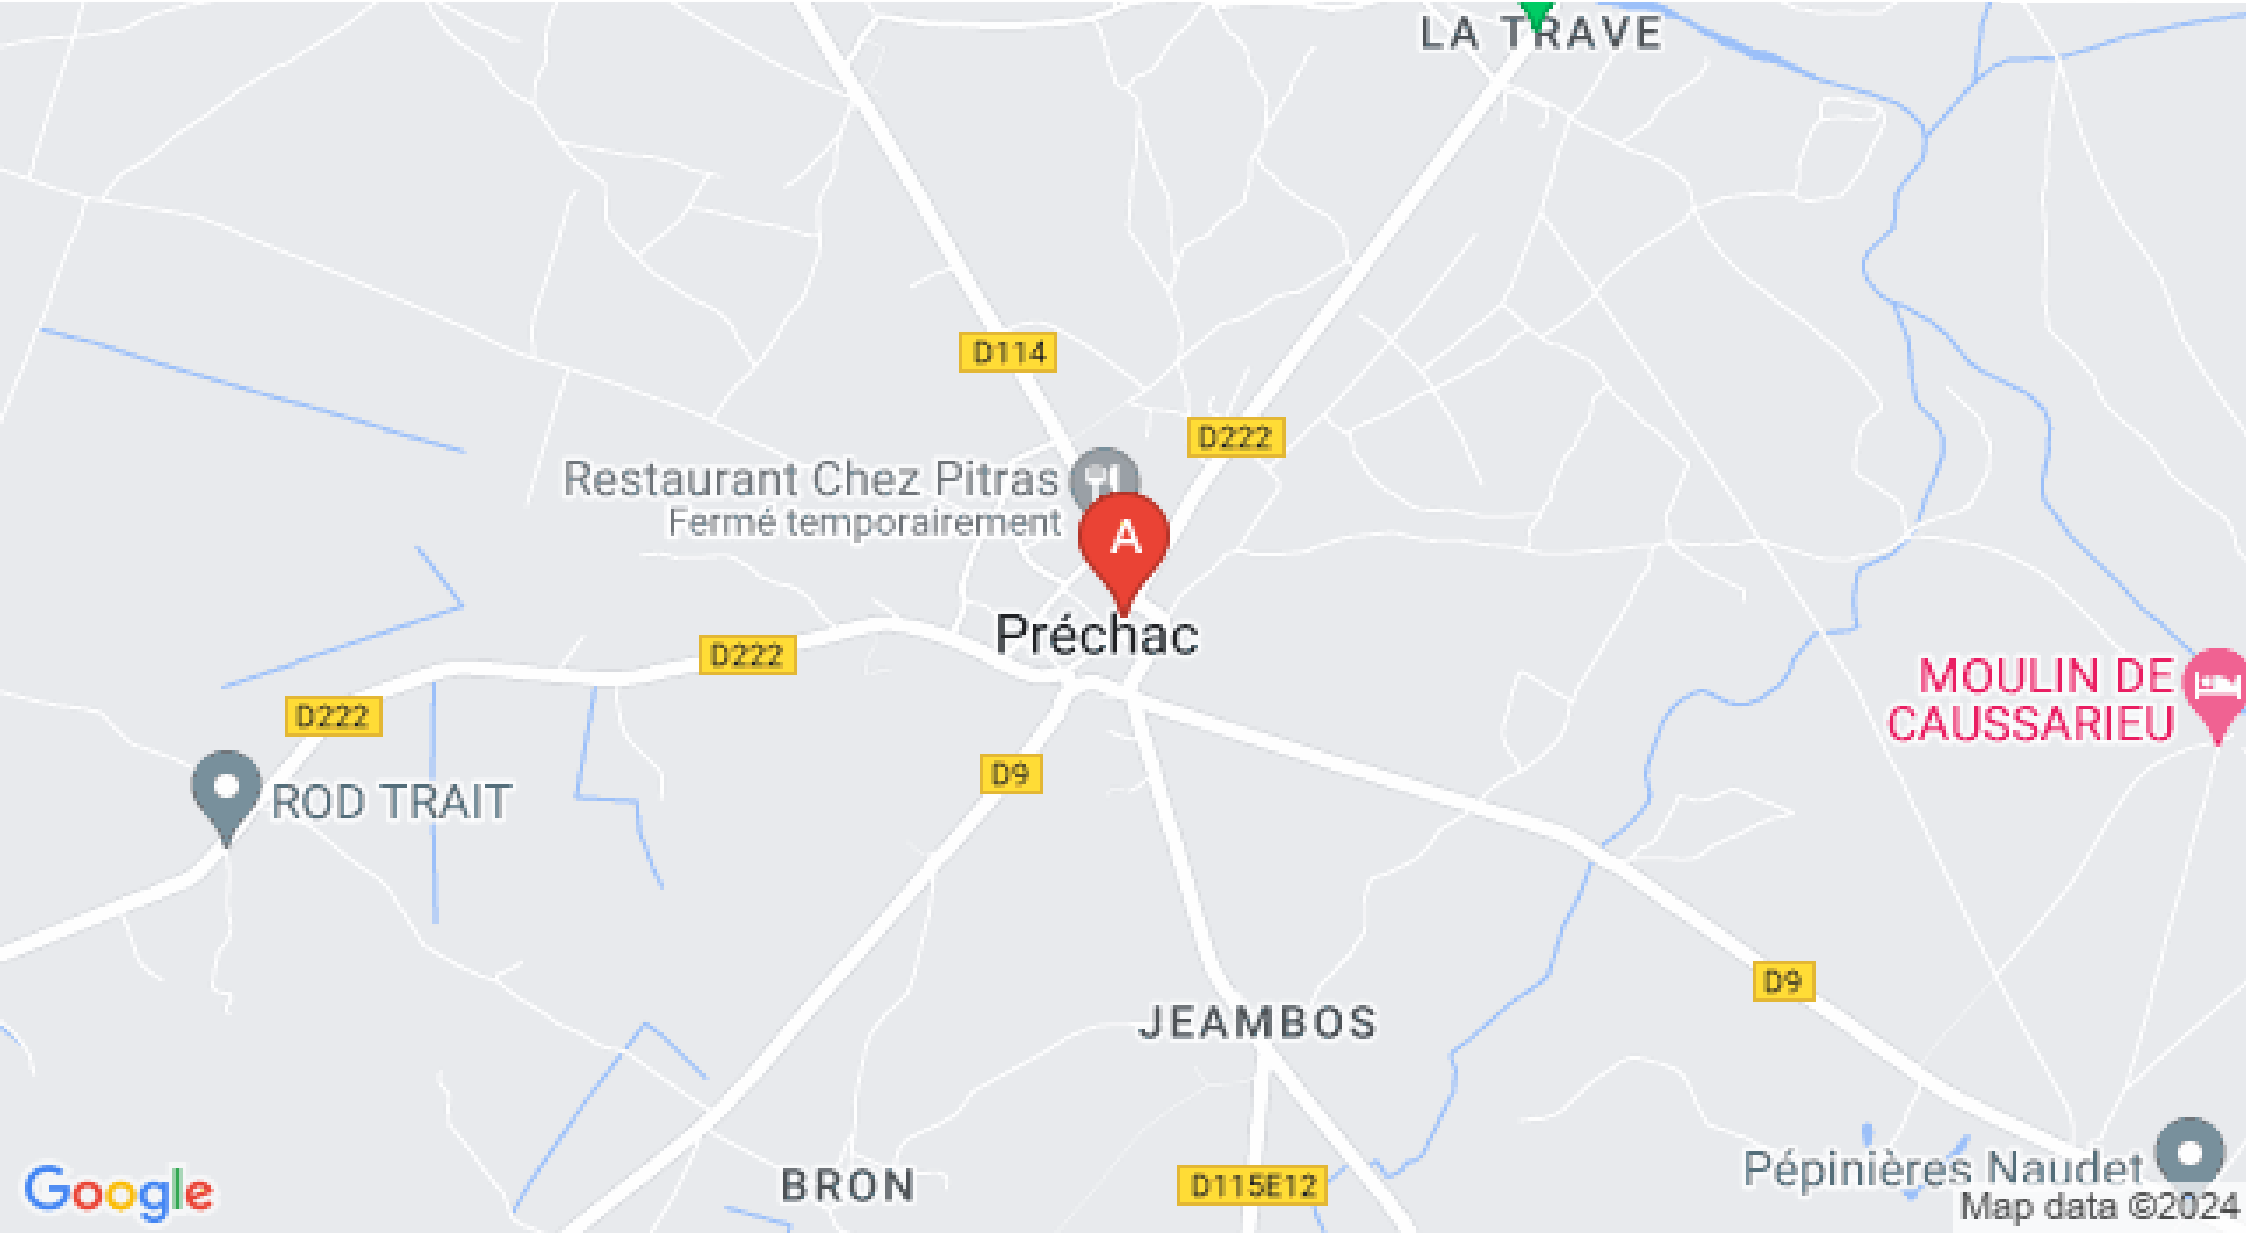 LA TRAVE
D114
D222
Restaurant Chez Pitras
Fermé temporairement
A
Préchac
D222
D222
MOULIN DE
CAUSSARIEU
D9
ROD TRAIT
D9
JEAMBOS
BRON
D115E12
Pépinières Naudet
Google
Map data ©2024